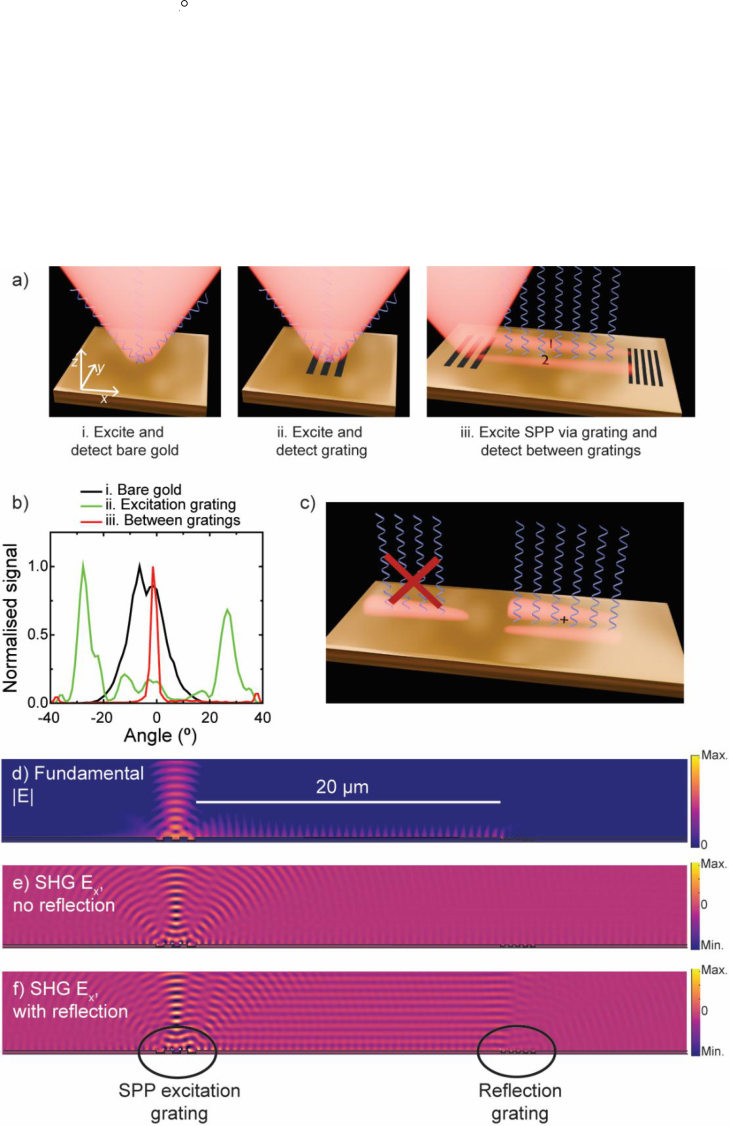 a)
z
y
x
1
2
i. Excite and
detect bare gold
ii. Excite and
detect grating
iii. Excite SPP via grating and
detect between gratings
b)
i. Bare gold
ii. Excitation grating
iii. Between gratings
Normalised signal
1.0
0.5
0.0
-40 -20 0 20 40
Angle (º)
c)
+
d) Fundamental
|E|
20 µm
Max.
0
e) SHG Ex,
no reflection
Max.
0
Min.
f) SHG Ex,
with reflection
Max.
0
Min.
SPP excitation
grating
Reflection
grating